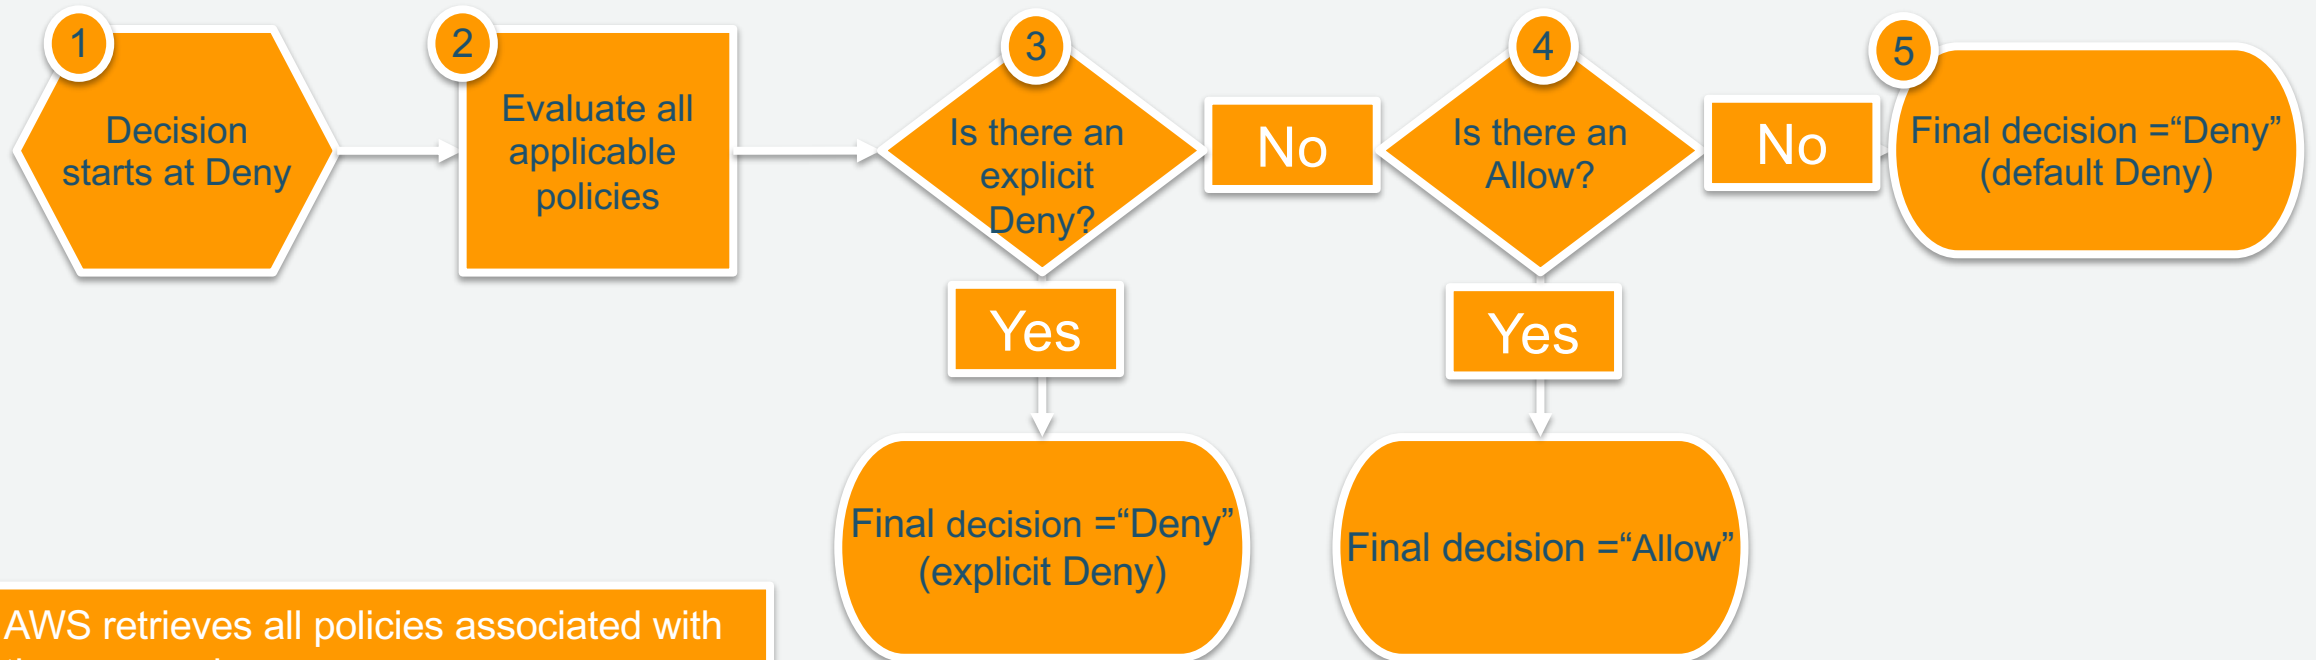 1
Decision
starts at Deny
2
Evaluate all
applicable
policies
3
Is there an
explicit
Deny?
No
4
Is there an
Allow?
No
5
Final decision =“Deny”
(default Deny)
Yes
Final decision =“Deny”
(explicit Deny)
Yes
Final decision =“Allow”
AWS retrieves all policies associated with